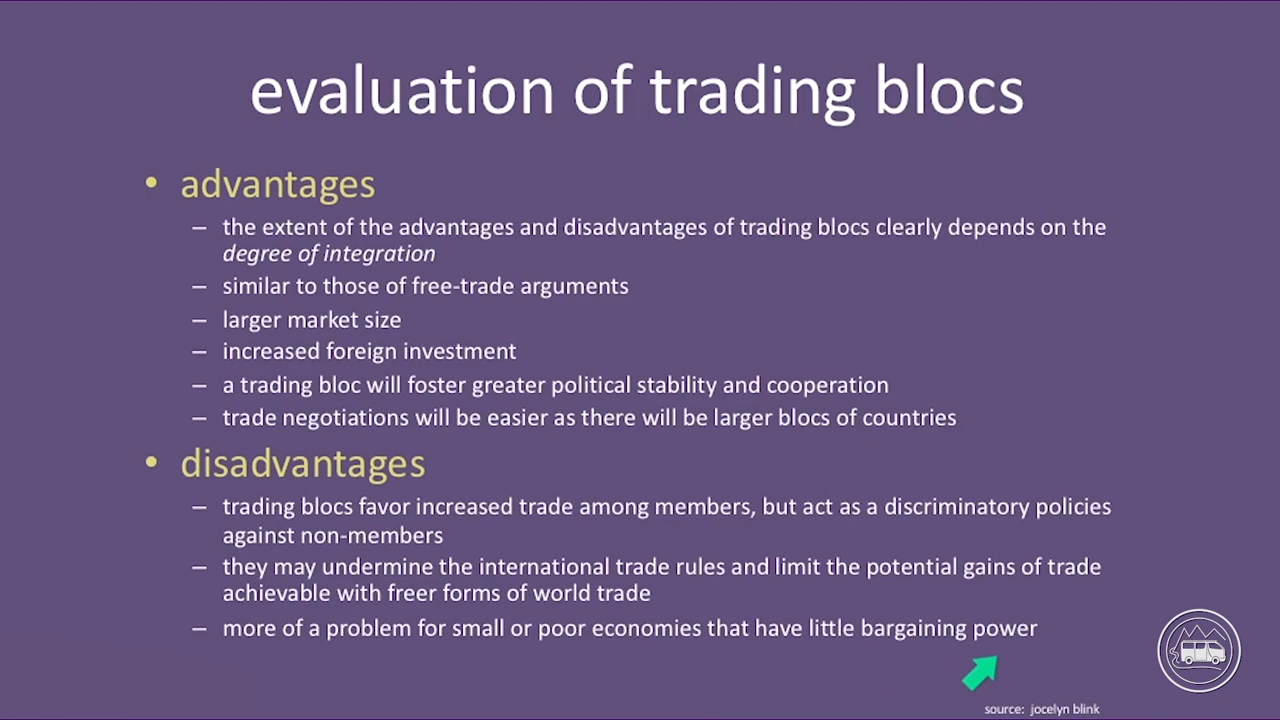 evaluation of trading blocs
• advantages
– the extent of the advantages and disadvantages of trading blocs clearly depends on the
degree of integration
– similar to those of free-trade arguments
– larger market size
– increased foreign investment
– a trading bloc will foster greater political stability and cooperation
– trade negotiations will be easier as there will be larger blocs of countries
• disadvantages
– trading blocs favor increased trade among members, but act as a discriminatory policies
against non-members
– they may undermine the international trade rules and limit the potential gains of trade
achievable with freer forms of world trade
– more of a problem for small or poor economies that have little bargaining power
source: jocelyn blink